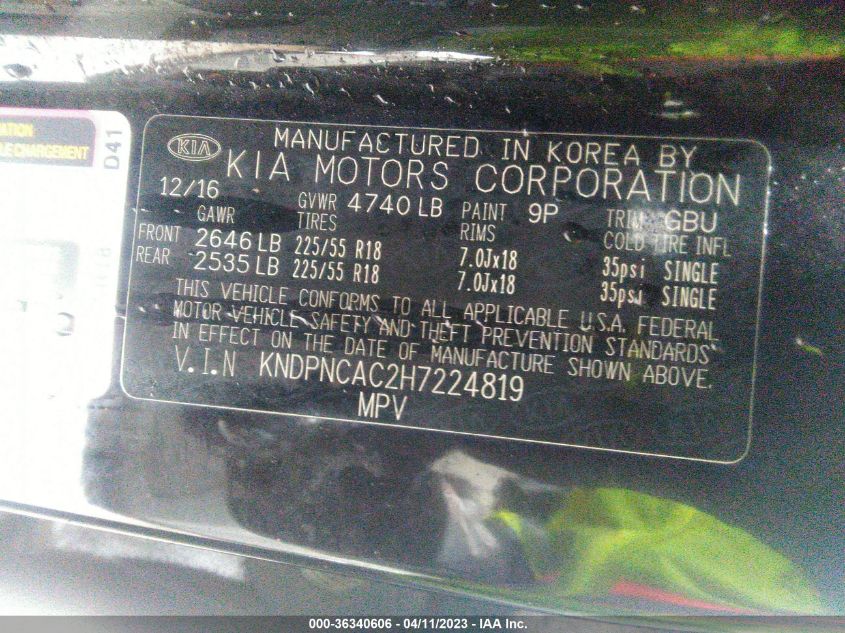 ATION
LE CHARGEMENT
D41
KIA
MANUFACTURED IN KOREA BY
KIA MOTORS CORPORATION
12/16 GVWR 4740 LB PAINT 9P TRIM GBU
GAWR TIRES RIMS COLD TIRE INFL
FRONT 2646 LB 225/55 R18 7.0Jx18 35psi SINGLE
REAR 2535 LB 225/55 R18 7.0Jx18 35psi SINGLE
THIS VEHICLE CONFORMS TO ALL APPLICABLE U.S.A. FEDERAL
MOTOR VEHICLE SAFETY AND THEFT PREVENTION STANDARDS
IN EFFECT ON THE DATE OF MANUFACTURE SHOWN ABOVE.
V.I.N KNDPNCAC2H7224819
MPV
000-36340606 - 04/11/2023 - IAA Inc.